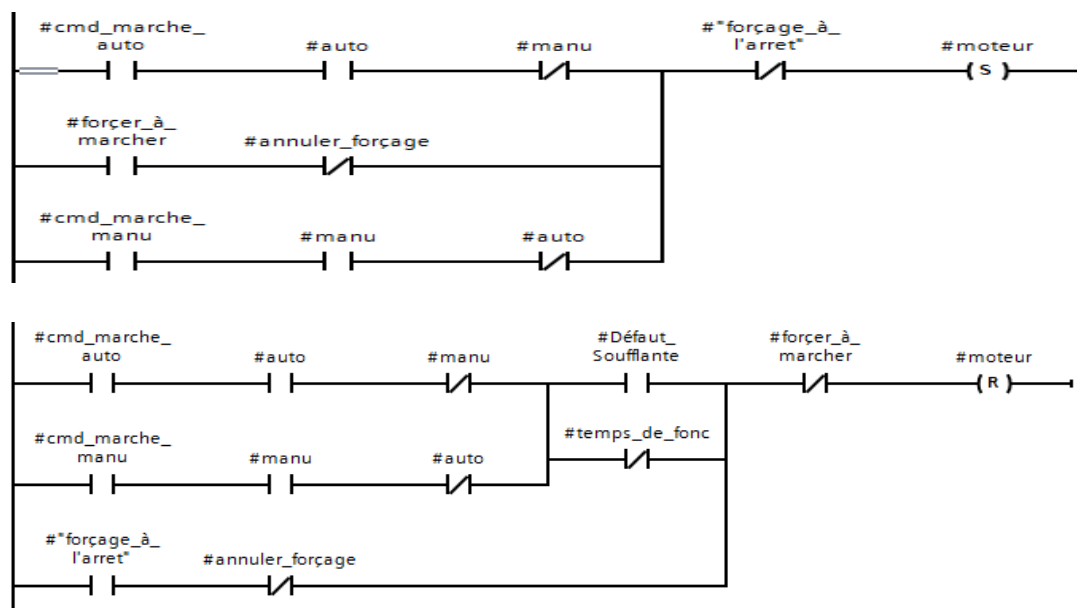 #cmd_marche_
auto
#auto
#manu
#"forçage_à_
l'arret"
#moteur
S
#forçer_à_
marcher
#annuler_forçage
#cmd_marche_
manu
#manu
#auto
#cmd_marche_
auto
#auto
#manu
#Défaut_
Soufflante
#forçer_à_
marcher
#moteur
R
#temps_de_fonc
#cmd_marche_
manu
#manu
#auto
#"forçage_à_
l'arret"
#annuler_forçage